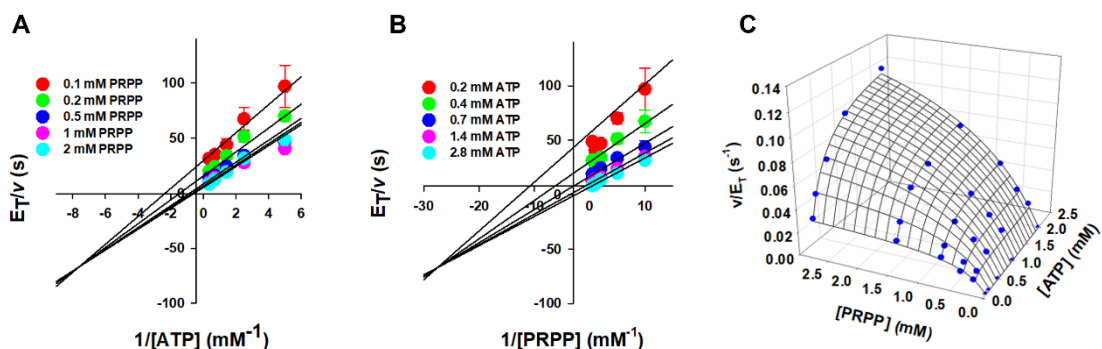 A
0.1 mM PRPP
0.2 mM PRPP
0.5 mM PRPP
1 mM PRPP
2 mM PRPP
100
50
0
-50
-100
-8
-6
-4
-2
0
2
4
6
E_T/v (s)
1/[ATP] (mM⁻¹)
B
0.2 mM ATP
0.4 mM ATP
0.7 mM ATP
1.4 mM ATP
2.8 mM ATP
100
50
0
-50
-100
-30
-20
-10
0
10
E_T/v (s)
1/[PRPP] (mM⁻¹)
C
0.14
0.12
0.10
0.08
0.06
0.04
0.02
0.00
v/E_T (s⁻¹)
2.5
2.0
1.5
1.0
0.5
0.0
[PRPP] (mM)
2.5
2.0
1.5
1.0
0.5
0.0
[ATP] (mM)